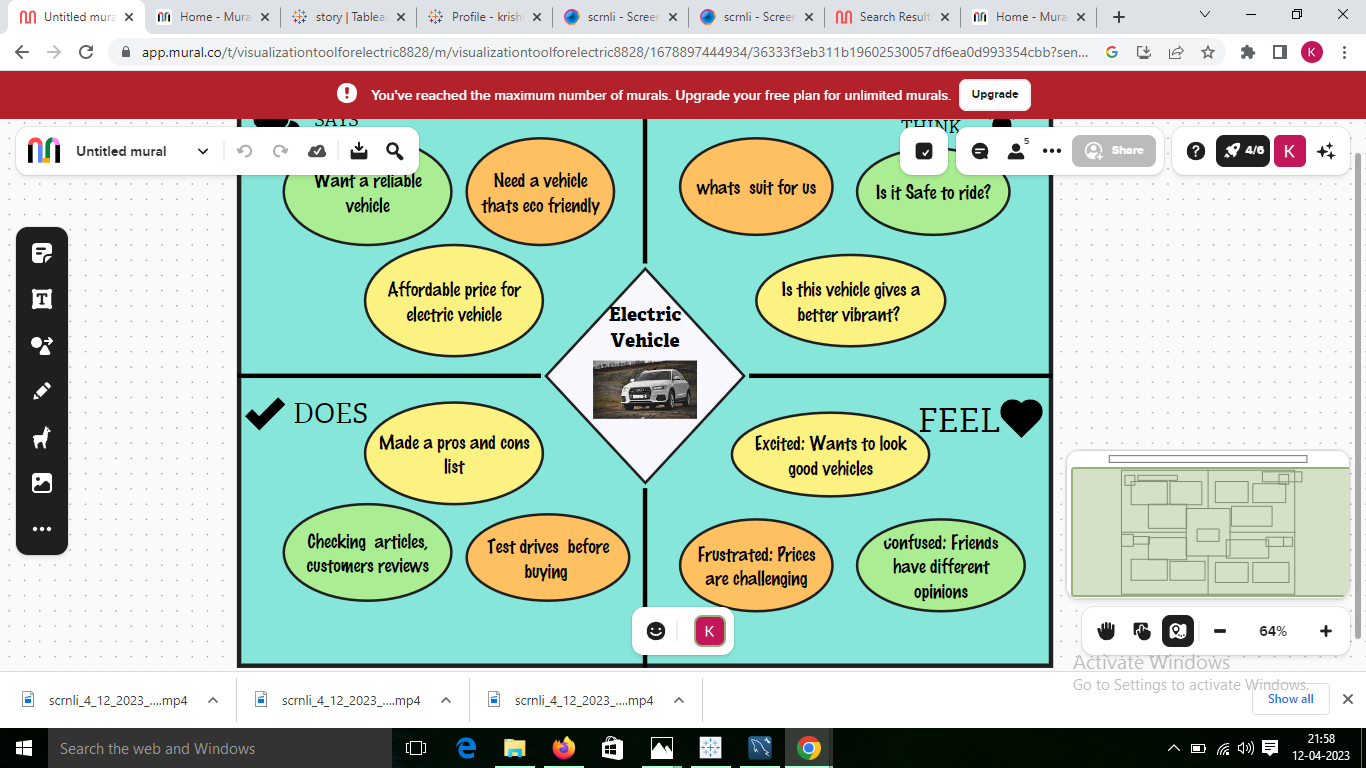 Untitled mura
Home - Mura
story | Tablea
Profile - krish
scrnli - Screen
scrnli - Screen
Search Result
Home - Mura
app.mural.co/t/visualizationtoolforelectric8828/m/visualizationtoolforelectric8828/1678897444934/36333f3eb311b19602530057df6ea0d993354cbb?sen...
K
You've reached the maximum number of murals. Upgrade your free plan for unlimited murals.
Upgrade
SAYS
THINK
Untitled mural
5
Share
4/6
K
Want a reliable
vehicle
Need a vehicle
thats eco friendly
whats suit for us
Is it Safe to ride?
Affordable price for
electric vehicle
Is this vehicle gives a
better vibrant?
Electric
Vehicle
DOES
FEEL
Made a pros and cons
list
Excited: Wants to look
good vehicles
Checking articles,
customers reviews
Test drives before
buying
Frustrated: Prices
are challenging
Confused: Friends
have different
opinions
K
64%
Activate Windows
Go to Settings to activate Windows.
scrnli_4_12_2023_....mp4
scrnli_4_12_2023_....mp4
scrnli_4_12_2023_....mp4
Show all
Search the web and Windows
21:58
12-04-2023